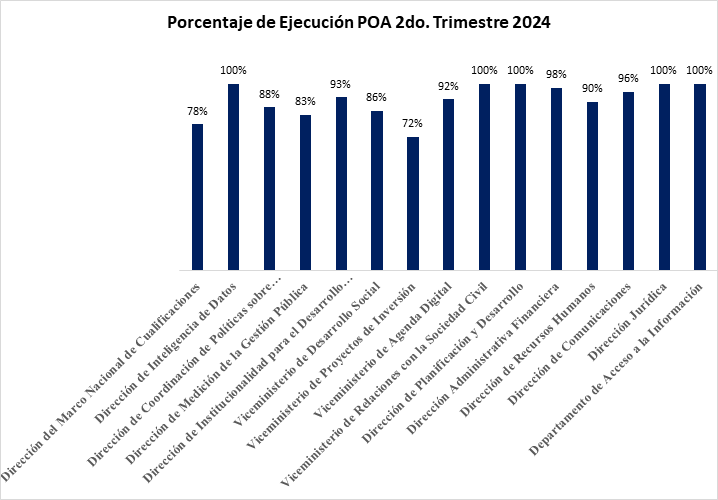 Porcentaje de Ejecución POA 2do. Trimestre 2024
78%
100%
88%
83%
93%
86%
72%
92%
100%
100%
98%
90%
96%
100%
100%
Dirección del Marco Nacional de Cualificaciones
Dirección de Inteligencia de Datos
Dirección de Coordinación de Políticas sobre…
Dirección de Medición de la Gestión Pública
Dirección de Institucionalidad para el Desarrollo…
Viceministerio de Desarrollo Social
Viceministerio de Proyectos de Inversión
Viceministerio de Agenda Digital
Viceministerio de Relaciones con la Sociedad Civil
Dirección de Planificación y Desarrollo
Dirección Administrativa Financiera
Dirección de Recursos Humanos
Dirección de Comunicaciones
Dirección Jurídica
Departamento de Acceso a la Información